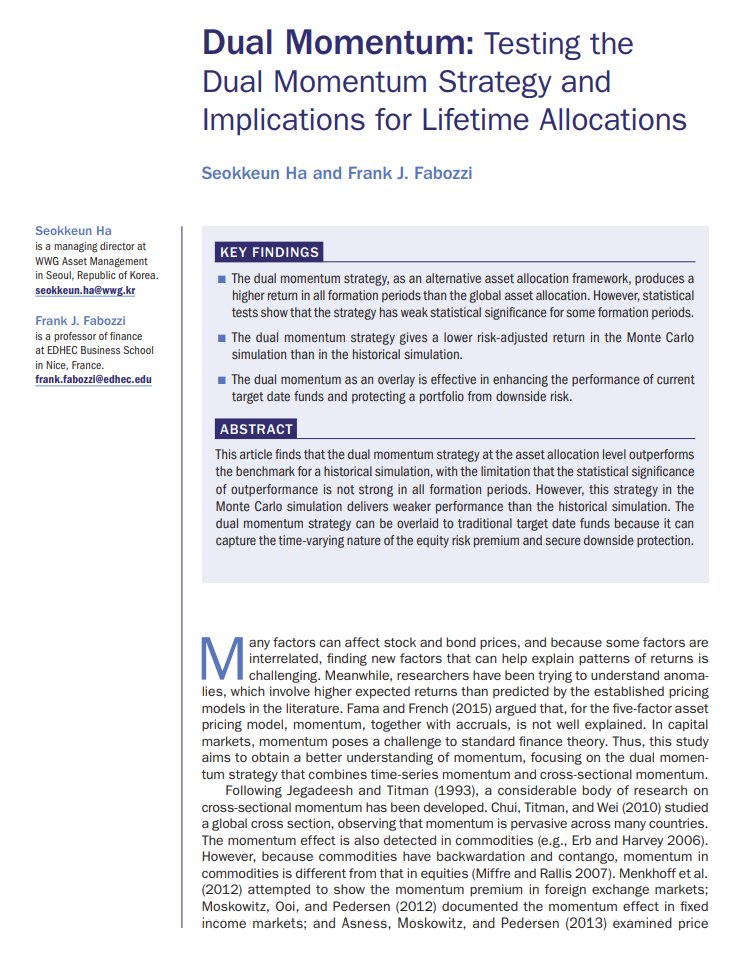 Dual Momentum: Testing the
Dual Momentum Strategy and
Implications for Lifetime Allocations
Seokkeun Ha and Frank J. Fabozzi
Seokkeun Ha
is a managing director at
WWG Asset Management
in Seoul, Republic of Korea.
seokkeun.ha@wwg.kr
Frank J. Fabozzi
is a professor of finance
at EDHEC Business School
in Nice, France.
frank.fabozzi@edhec.edu
KEY FINDINGS
■ The dual momentum strategy, as an alternative asset allocation framework, produces a
higher return in all formation periods than the global asset allocation. However, statistical
tests show that the strategy has weak statistical significance for some formation periods.
■ The dual momentum strategy gives a lower risk-adjusted return in the Monte Carlo
simulation than in the historical simulation.
■ The dual momentum as an overlay is effective in enhancing the performance of current
target date funds and protecting a portfolio from downside risk.
ABSTRACT
This article finds that the dual momentum strategy at the asset allocation level outperforms
the benchmark for a historical simulation, with the limitation that the statistical significance
of outperformance is not strong in all formation periods. However, this strategy in the
Monte Carlo simulation delivers weaker performance than the historical simulation. The
dual momentum strategy can be overlaid to traditional target date funds because it can
capture the time-varying nature of the equity risk premium and secure downside protection.
Many factors can affect stock and bond prices, and because some factors are
interrelated, finding new factors that can help explain patterns of returns is
challenging. Meanwhile, researchers have been trying to understand anoma-
lies, which involve higher expected returns than predicted by the established pricing
models in the literature. Fama and French (2015) argued that, for the five-factor asset
pricing model, momentum, together with accruals, is not well explained. In capital
markets, momentum poses a challenge to standard finance theory. Thus, this study
aims to obtain a better understanding of momentum, focusing on the dual momen-
tum strategy that combines time-series momentum and cross-sectional momentum.
Following Jegadeesh and Titman (1993), a considerable body of research on
cross-sectional momentum has been developed. Chui, Titman, and Wei (2010) studied
a global cross section, observing that momentum is pervasive across many countries.
The momentum effect is also detected in commodities (e.g., Erb and Harvey 2006).
However, because commodities have backwardation and contango, momentum in
commodities is different from that in equities (Miffre and Rallis 2007). Menkhoff et al.
(2012) attempted to show the momentum premium in foreign exchange markets;
Moskowitz, Ooi, and Pedersen (2012) documented the momentum effect in fixed
income markets; and Asness, Moskowitz, and Pedersen (2013) examined price